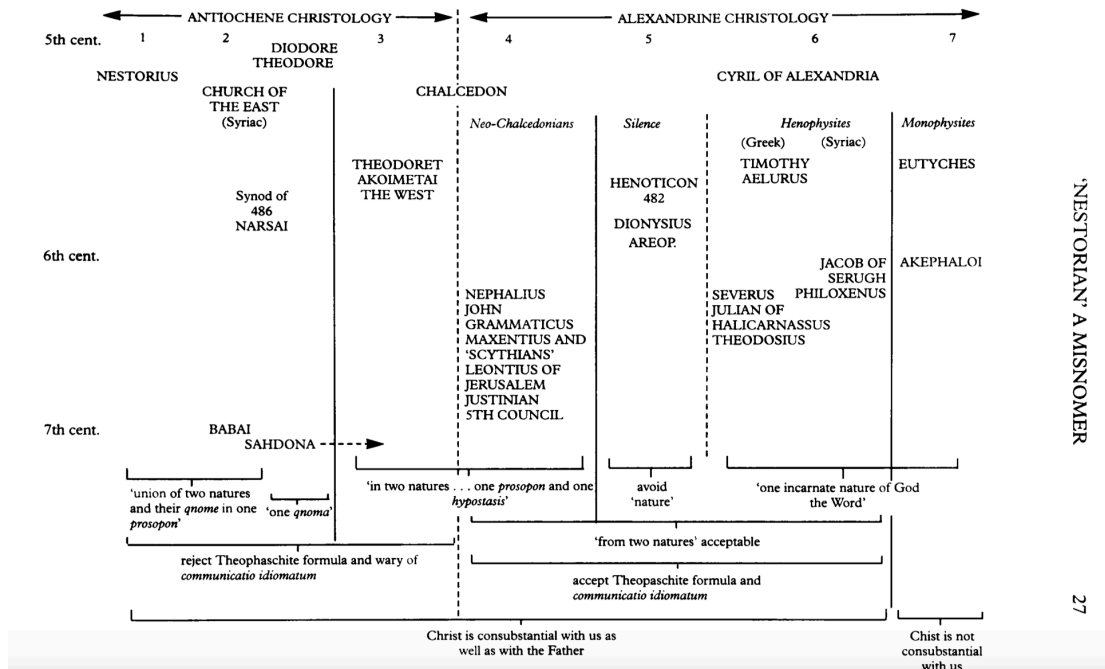 ANTIOCHENE CHRISTOLOGY
ALEXANDRINE CHRISTOLOGY
5th cent.
1
2
3
4
5
6
7
DIODORE
THEODORE
NESTORIUS
CHURCH OF
THE EAST
(Syriac)
CHALCEDON
CYRIL OF ALEXANDRIA
Neo-Chalcedonians
Silence
Henophysites
(Greek)
(Syriac)
Monophysites
THEODORET
AKOIMETAI
THE WEST
TIMOTHY
AELURUS
EUTYCHES
Synod of
486
NARSAI
HENOTICON
482
DIONYSIUS
AREOP.
6th cent.
JACOB OF
SERUGH
PHILOXENUS
AKEPHALOI
NEPHALIUS
JOHN
GRAMMATICUS
MAXENTIUS AND
'SCYTHIANS'
LEONTIUS OF
JERUSALEM
JUSTINIAN
5TH COUNCIL
SEVERUS
JULIAN OF
HALICARNASSUS
THEODOSIUS
7th cent.
BABAI
SAHDONA
'union of two natures
and their qnome in one
prosopon'
'one qnoma'
'in two natures . . . one prosopon and one
hypostasis'
avoid
'nature'
'one incarnate nature of God
the Word'
'from two natures' acceptable
reject Theophaschite formula and wary of
communicatio idiomatum
accept Theopaschite formula and
communicatio idiomatum
Christ is consubstantial with us as
well as with the Father
Chist is not
consubstantial
with us
'NESTORIAN' A MISNOMER
27